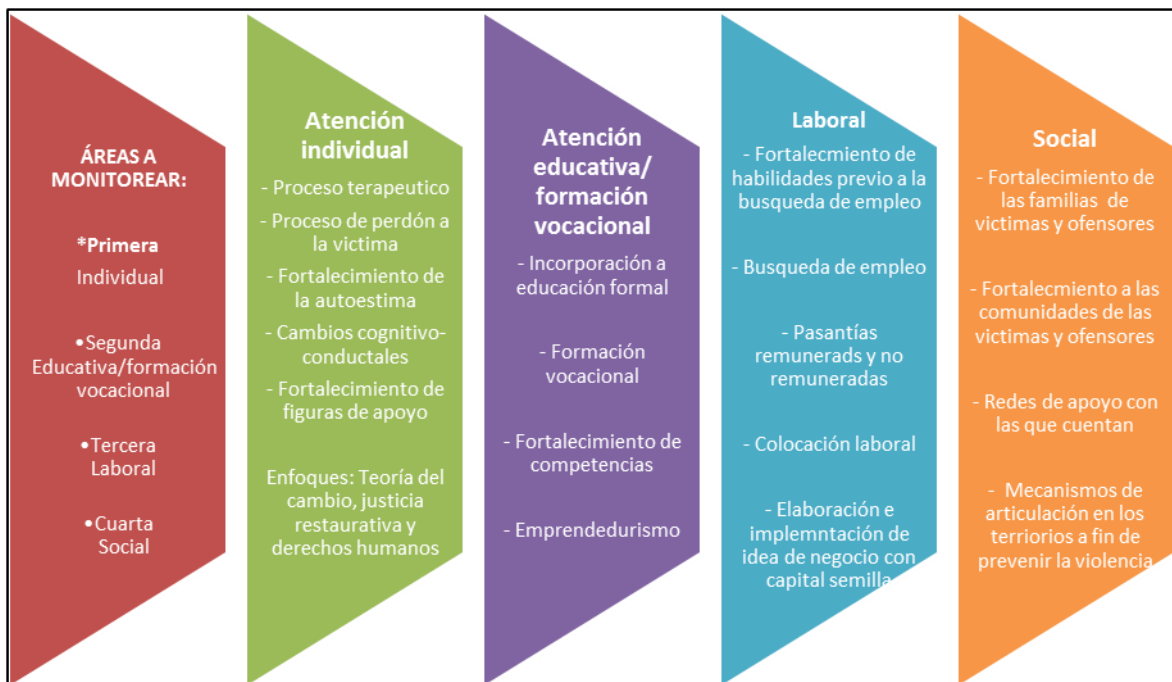 ÁREAS A
MONITOREAR:
*Primera
Individual
•Segunda
Educativa/formación
vocacional
•Tercera
Laboral
•Cuarta
Social
Atención
individual
- Proceso terapeutico
- Proceso de perdón a
la victima
- Fortalecimiento de
la autoestima
- Cambios cognitivo-
conductales
- Fortalecimiento de
figuras de apoyo
Enfoques: Teoría del
cambio, justicia
restaurativa y
derechos humanos
Atención
educativa/
formación
vocacional
- Incorporación a
educación formal
- Formación
vocacional
- Fortalecimiento de
competencias
- Emprendedurismo
Laboral
- Fortalecmiento de
habilidades previo a la
busqueda de empleo
- Busqueda de empleo
- Pasantías
remunerads y no
remuneradas
- Colocación laboral
- Elaboración e
implemntación de
idea de negocio con
capital semilla
Social
- Fortalecimiento de
las familias de
victimas y ofensores
- Fortalecmiento a las
comunidades de las
victimas y ofensores
- Redes de apoyo con
las que cuentan
- Mecanismos de
articulación en los
terriorios a fin de
prevenir la violencia